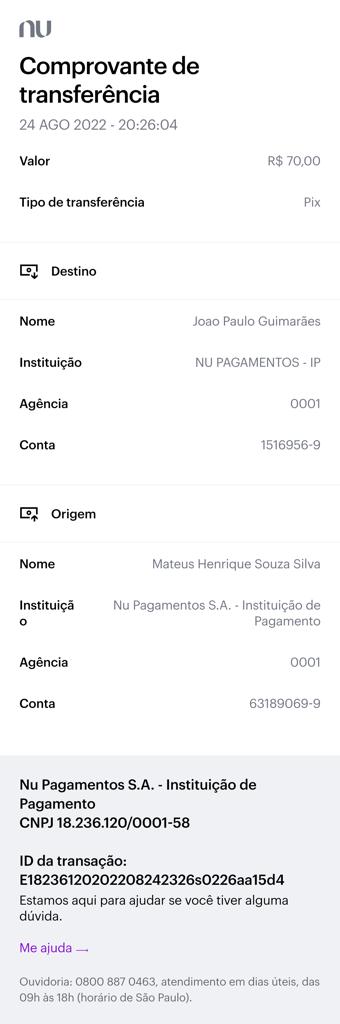 nu
Comprovante de
transferência
24 AGO 2022 - 20:26:04
Valor R$ 70,00
Tipo de transferência Pix
Destino
Nome Joao Paulo Guimarães
Instituição NU PAGAMENTOS - IP
Agência 0001
Conta 1516956-9
Origem
Nome Mateus Henrique Souza Silva
Instituiçã Nu Pagamentos S.A. - Instituição de
o Pagamento
Agência 0001
Conta 63189069-9
Nu Pagamentos S.A. - Instituição de
Pagamento
CNPJ 18.236.120/0001-58
ID da transação:
E18236120202208242326s0226aa15d4
Estamos aqui para ajudar se você tiver alguma
dúvida.
Me ajuda →
Ouvidoria: 0800 887 0463, atendimento em dias úteis, das
09h às 18h (horário de São Paulo).